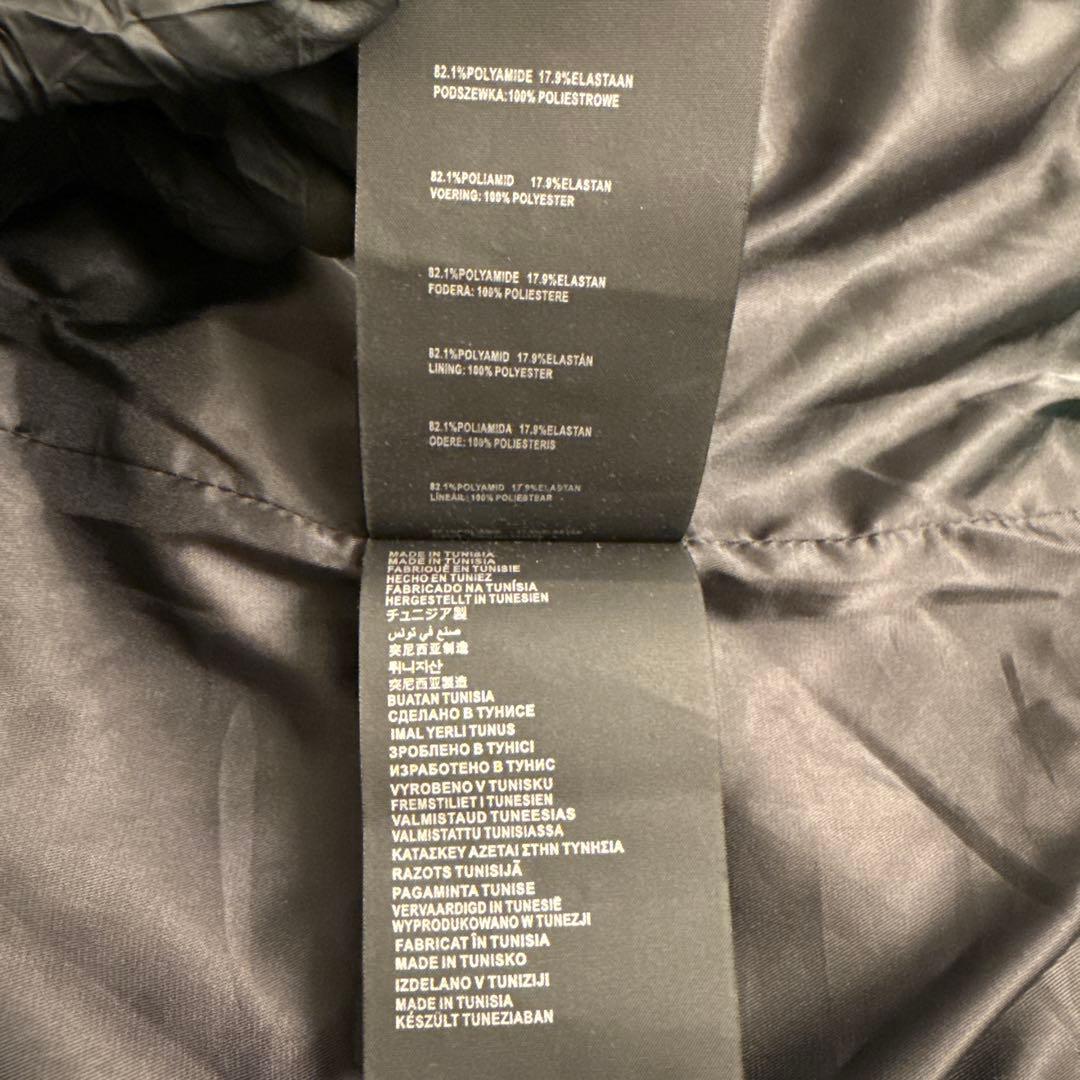 82.1%POLYAMIDE 17.9%ELASTAAN
PODSZEWKA:100% POLIESTROWE
82.1%POLIAMID 17.9%ELASTAN
VOERING: 100% POLYESTER
82.1%POLYAMIDE 17.9%ELASTAN
FODERA: 100% POLIESTERE
82.1%POLYAMID 17.9%ELASTÁN
LINING: 100% POLYESTER
82.1%POLIAMIDA 17.9%ELASTAN
ODERE: 100% POLIESTERIS
82.1%POLYAMID 17.9%ELASTAN
LÍNEÁIL: 100% POLIESTEAR
MADE IN TUNISIA
MADE IN TUNISIA
FABRIQUÉ EN TUNISIE
HECHO EN TUNIEZ
FABRICADO NA TUNÍSIA
HERGESTELLT IN TUNESIEN
チュニジア製
صنع في تونس
突尼西亚制造
튀니지산
突尼西亞製造
BUATAN TUNISIA
СДЕЛАНО В ТУНИСЕ
IMAL YERLI TUNUS
ЗРОБЛЕНО В ТУНІСІ
ИЗРАБОТЕНО В ТУНИС
VYROBENO V TUNISKU
FREMSTILIET I TUNESIEN
VALMISTAUD TUNEESIAS
VALMISTATTU TUNISIASSA
ΚΑΤΑΣΚΕΥ ΑΖΕΤΑΙ ΣΤΗΝ ΤΥΝΗΣΙΑ
RAZOTS TUNISIJĀ
PAGAMINTA TUNISE
VERVAARDIGD IN TUNESIË
WYPRODUKOWANO W TUNEZJI
FABRICAT ÎN TUNISIA
MADE IN TUNISKO
IZDELANO V TUNIZIJI
MADE IN TUNISIA
KÉSZÜLT TUNEZIABAN